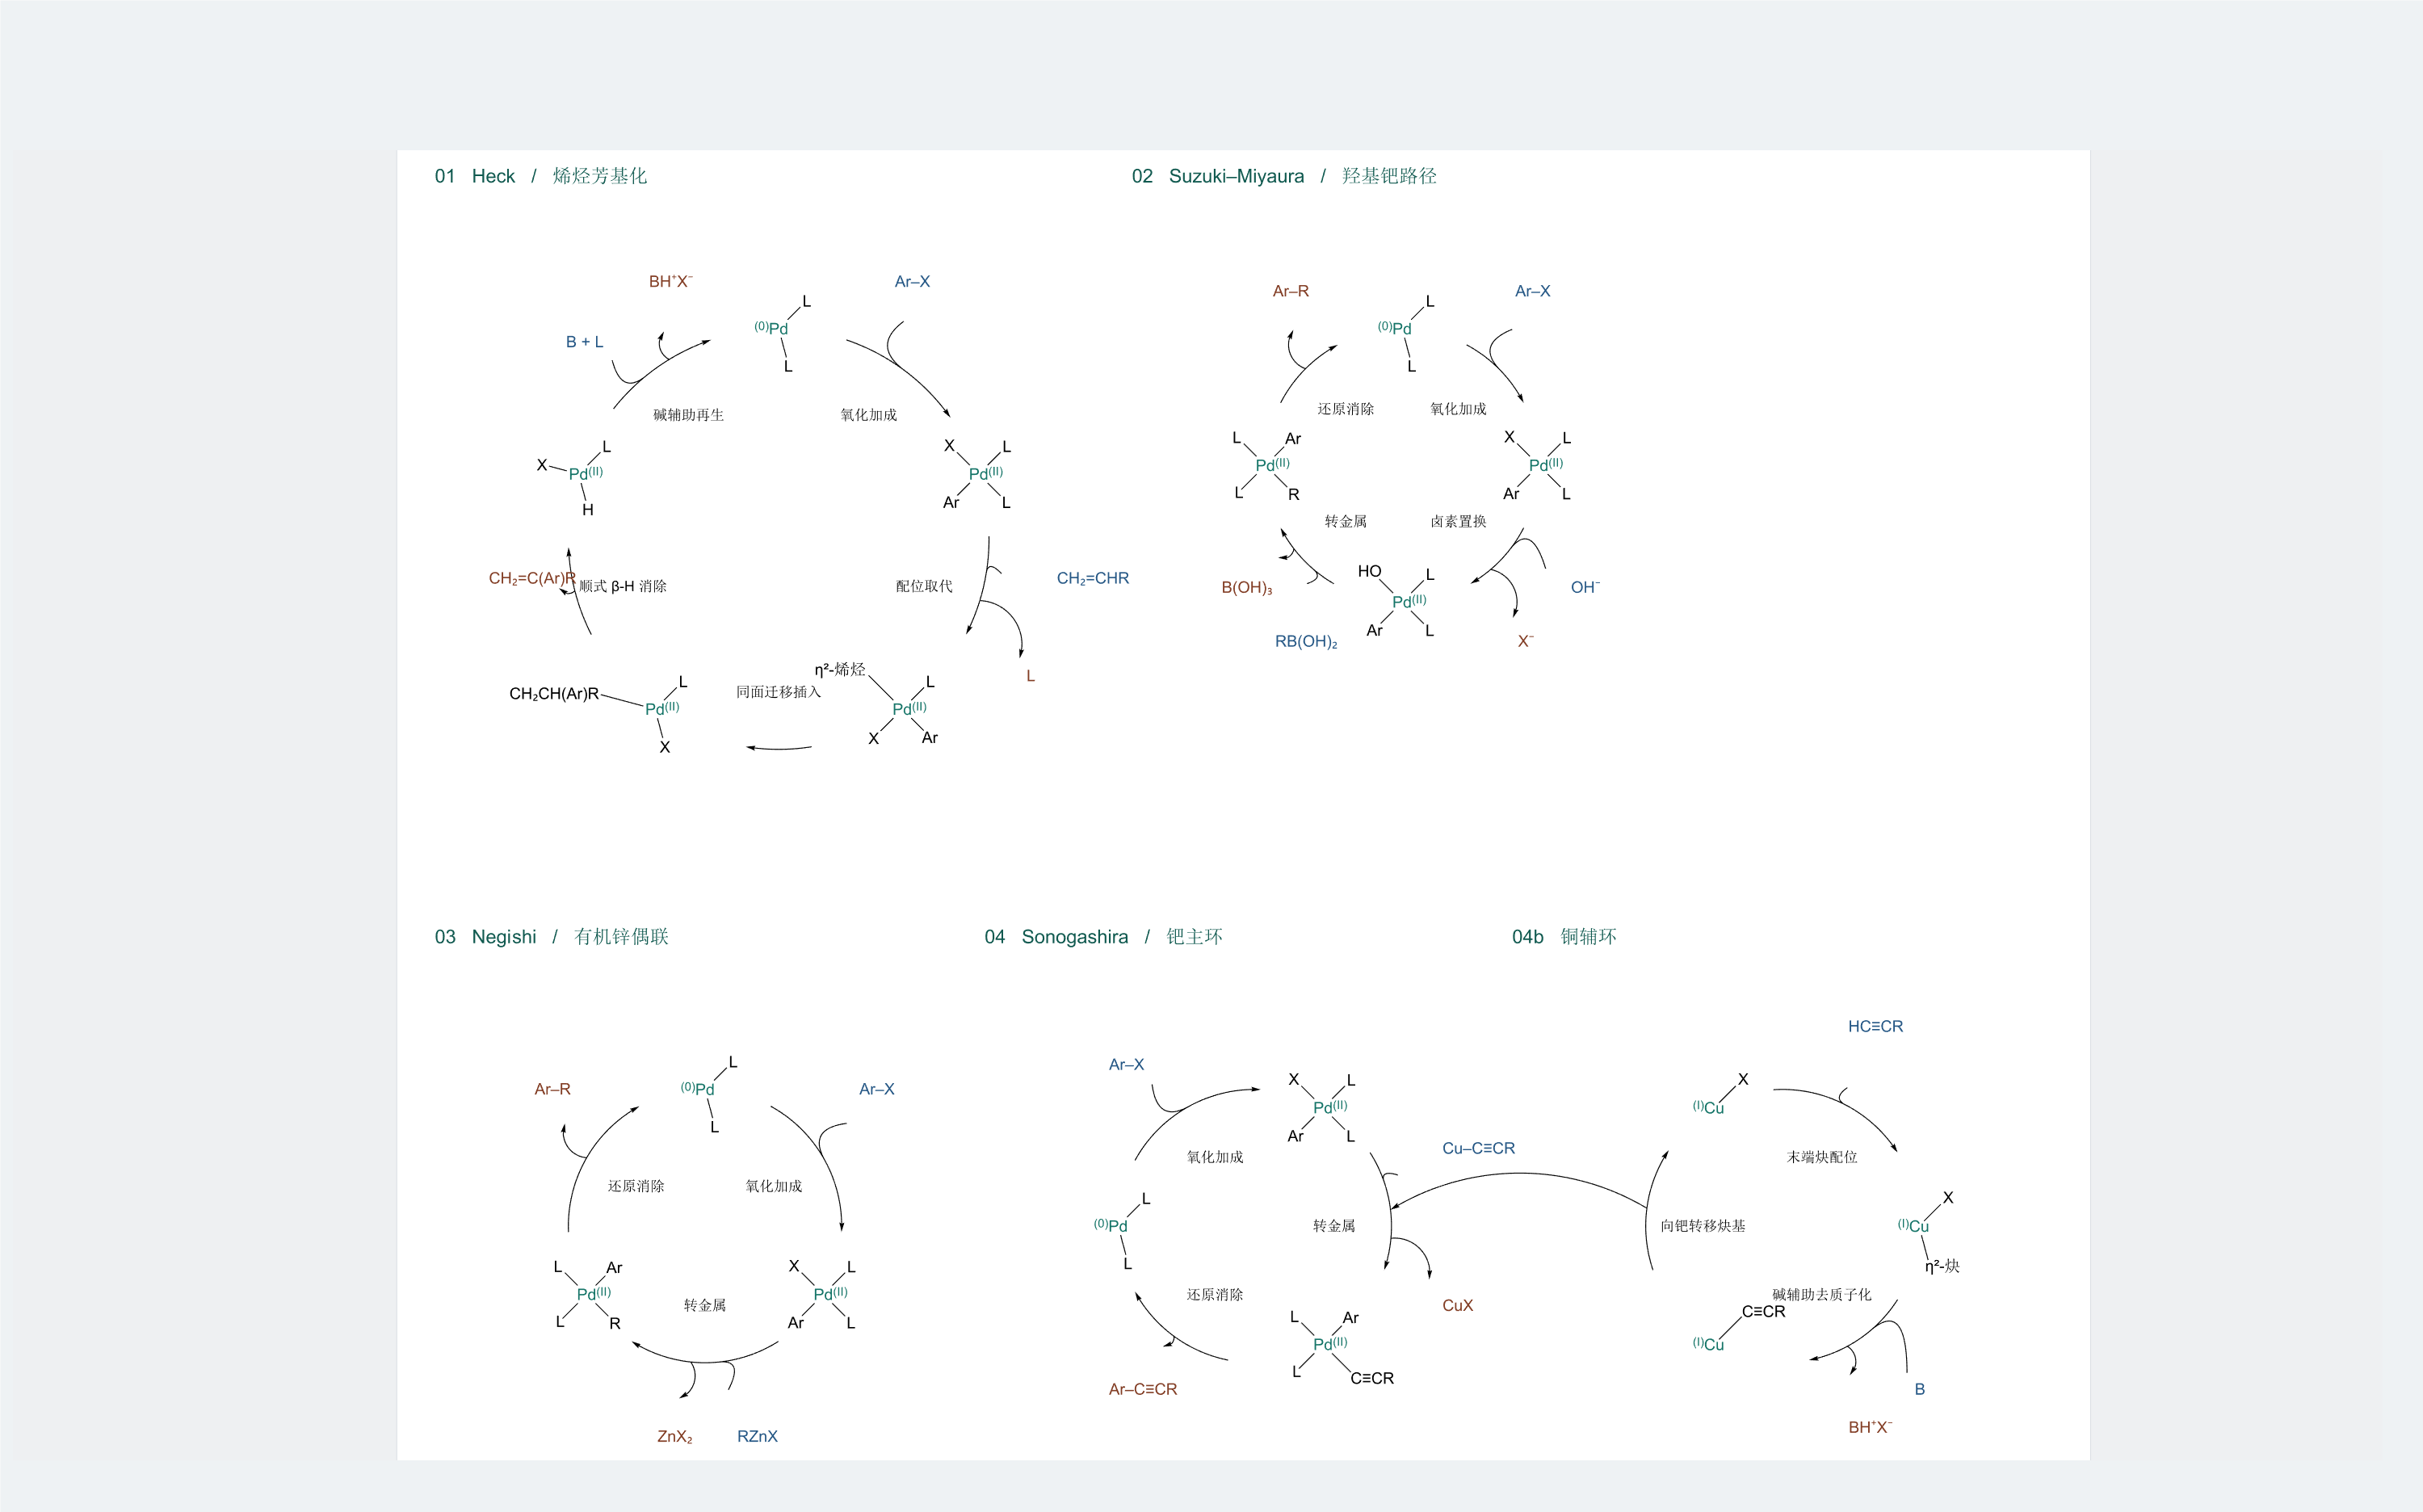 01 Heck / 烯烃芳基化
02 Suzuki–Miyaura / 羟基钯路径
BH⁺X⁻
Ar–X
L
⁽⁰⁾Pd
L
B + L
碱辅助再生
氧化加成
X
L
Pd⁽ᴵᴵ⁾
H
X
L
Pd⁽ᴵᴵ⁾
Ar
L
CH₂=C(Ar)R
顺式 β-H 消除
配位取代
CH₂=CHR
L
CH₂CH(Ar)R
L
Pd⁽ᴵᴵ⁾
X
同面迁移插入
η²-烯烃
L
Pd⁽ᴵᴵ⁾
X
Ar
Ar–R
Ar–X
L
⁽⁰⁾Pd
L
还原消除
氧化加成
L
Ar
Pd⁽ᴵᴵ⁾
L
R
X
L
Pd⁽ᴵᴵ⁾
Ar
L
转金属
卤素置换
B(OH)₃
RB(OH)₂
HO
L
Pd⁽ᴵᴵ⁾
Ar
L
OH⁻
X⁻
03 Negishi / 有机锌偶联
04 Sonogashira / 钯主环
04b 铜辅环
Ar–R
Ar–X
L
⁽⁰⁾Pd
L
还原消除
氧化加成
L
Ar
Pd⁽ᴵᴵ⁾
L
R
转金属
X
L
Pd⁽ᴵᴵ⁾
Ar
L
ZnX₂
RZnX
Ar–X
X
L
Pd⁽ᴵᴵ⁾
Ar
L
氧化加成
Cu–C≡CR
L
⁽⁰⁾Pd
L
转金属
还原消除
L
Ar
Pd⁽ᴵᴵ⁾
L
C≡CR
CuX
Ar–C≡CR
HC≡CR
X
⁽ᴵ⁾Cu
末端炔配位
向钯转移炔基
X
⁽ᴵ⁾Cu
η²-炔
碱辅助去质子化
C≡CR
⁽ᴵ⁾Cu
B
BH⁺X⁻